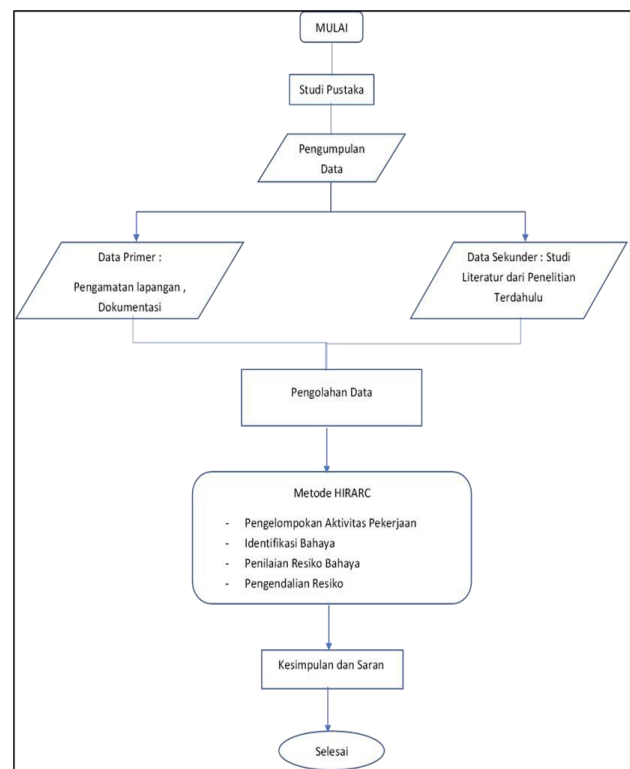 MULAI
Studi Pustaka
Pengumpulan
Data
Data Primer :
Pengamatan lapangan ,
Dokumentasi
Data Sekunder : Studi
Literatur dari Penelitian
Terdahulu
Pengolahan Data
Metode HIRARC
- Pengelompokan Aktivitas Pekerjaan
- Identifikasi Bahaya
- Penilaian Resiko Bahaya
- Pengendalian Resiko
Kesimpulan dan Saran
Selesai